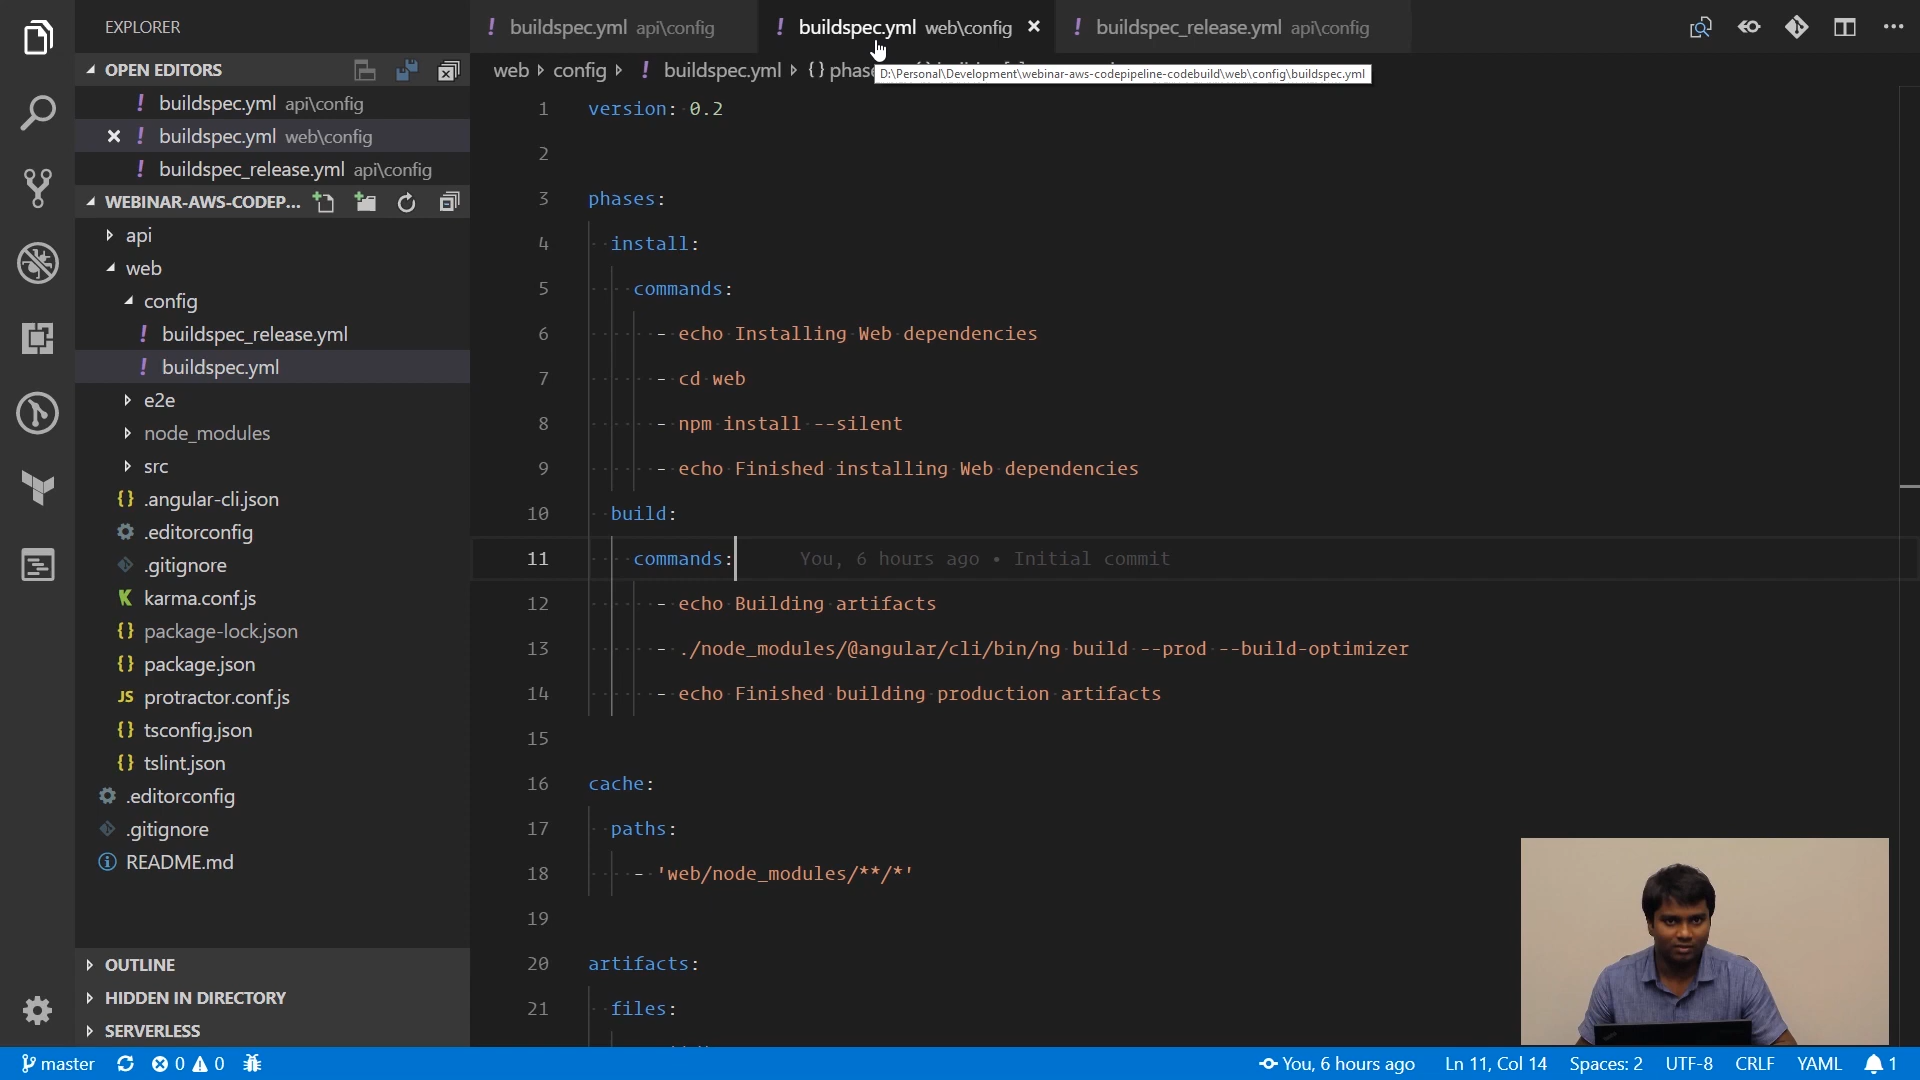 EXPLORER
OPEN EDITORS
! buildspec.yml api\config
! buildspec.yml web\config
! buildspec_release.yml api\config
WEBINAR-AWS-CODEP...
api
web
config
! buildspec_release.yml
! buildspec.yml
e2e
node_modules
src
{} .angular-cli.json
.editorconfig
.gitignore
K karma.conf.js
{} package-lock.json
{} package.json
JS protractor.conf.js
{} tsconfig.json
{} tslint.json
.editorconfig
.gitignore
README.md
OUTLINE
HIDDEN IN DIRECTORY
SERVERLESS
! buildspec.yml api\config
! buildspec.yml web\config
! buildspec_release.yml api\config
web config ! buildspec.yml {} phase
D:\Personal\Development\webinar-aws-codepipeline-codebuild\web\config\buildspec.yml
1 version: 0.2
2
3 phases:
4 install:
5 commands:
6 - echo Installing Web dependencies
7 - cd web
8 - npm install --silent
9 - echo Finished installing Web dependencies
10 build:
11 commands: You, 6 hours ago • Initial commit
12 - echo Building artifacts
13 - ./node_modules/@angular/cli/bin/ng build --prod --build-optimizer
14 - echo Finished building production artifacts
15
16 cache:
17 paths:
18 - 'web/node_modules/**/*'
19
20 artifacts:
21 files:
master 0 0 You, 6 hours ago Ln 11, Col 14 Spaces: 2 UTF-8 CRLF YAML 1